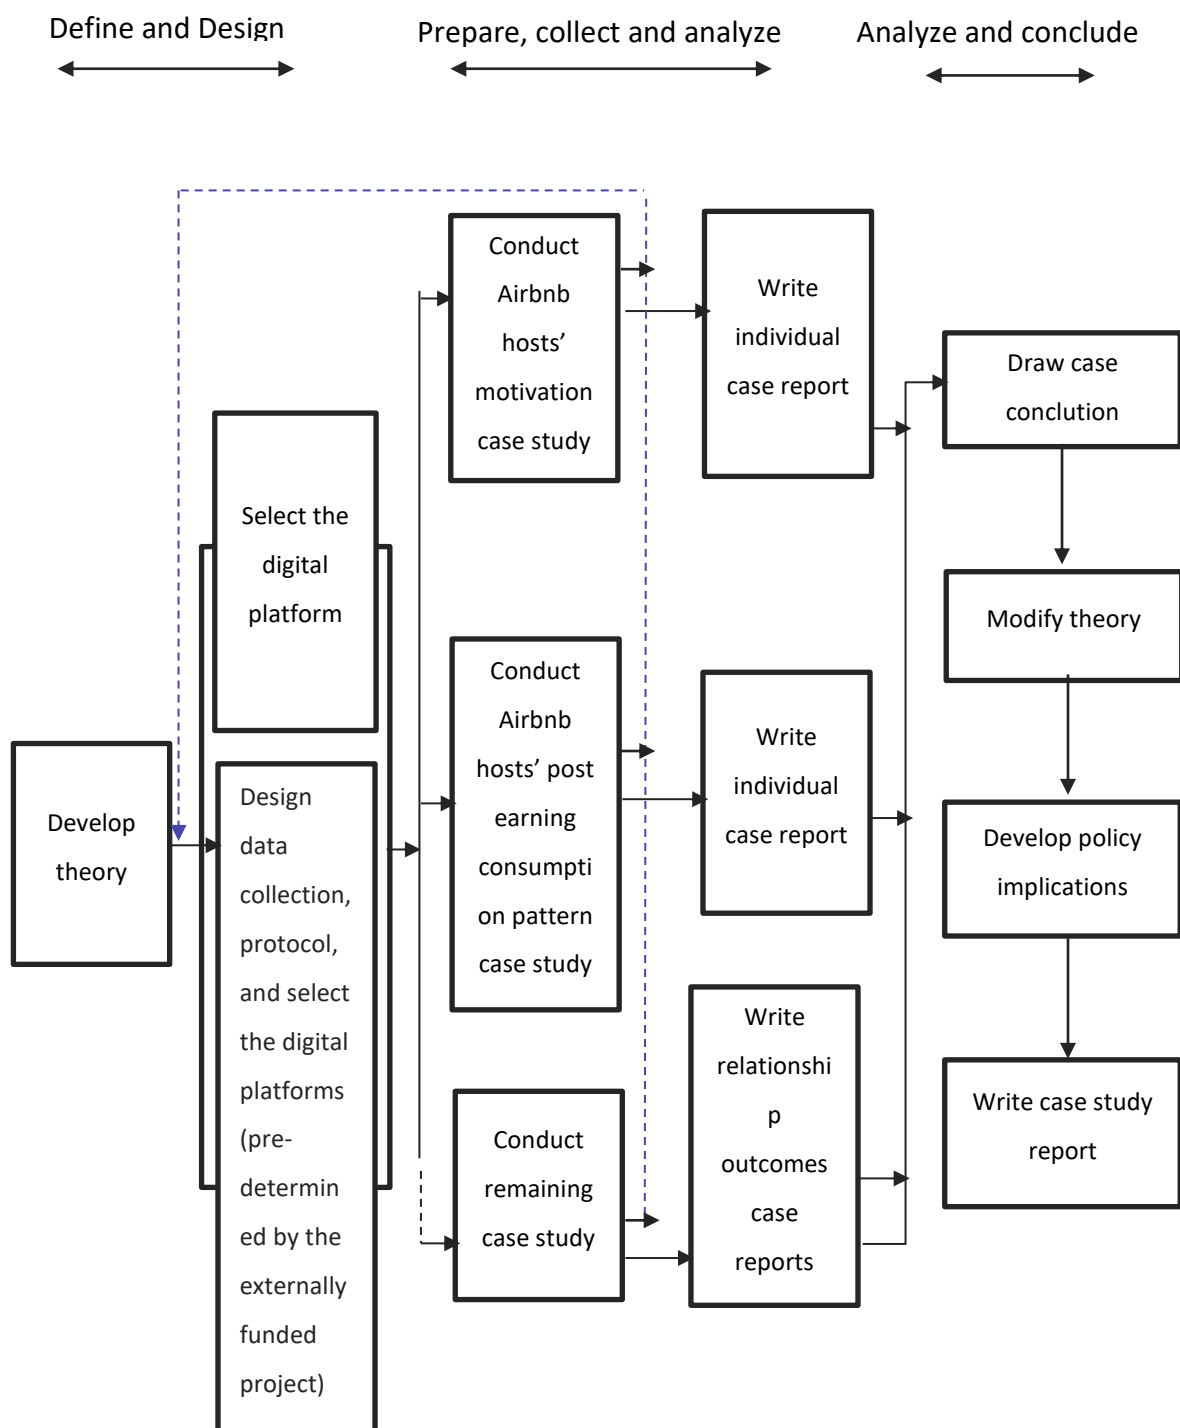 Define and Design
Prepare, collect and analyze
Analyze and conclude
Develop
theory
Select the
digital
platform
Design
data
collection,
protocol,
and select
the digital
platforms
(pre-
determin
ed by the
externally
funded
project)
Conduct
Airbnb
hosts’
motivation
case study
Conduct
Airbnb
hosts’ post
earning
consumpti
on pattern
case study
Conduct
remaining
case study
Write
individual
case report
Write
individual
case report
Write
relationshi
p
outcomes
case
reports
Draw case
conclution
Modify theory
Develop policy
implications
Write case study
report